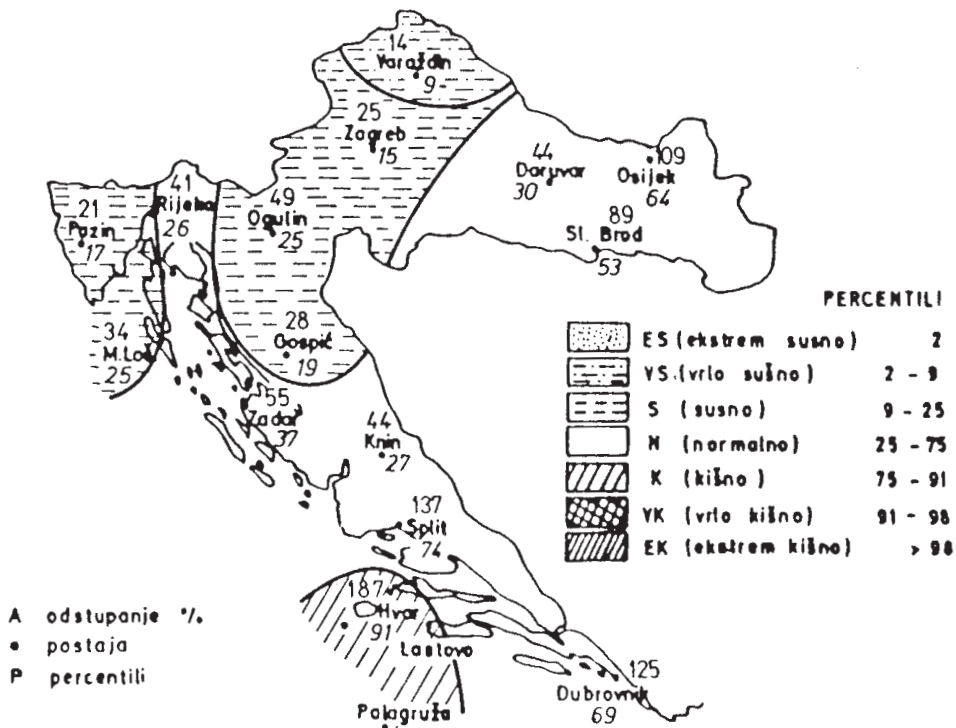 14
Varaždin
9
25
Zagreb
15
44
Daruvar
30
109
Osijek
64
89
Sl. Brod
53
41
Rijeka
26
49
Ogulin
25
21
Pazin
17
34
M.Loš
25
28
Gospić
19
55
Zadar
37
44
Knin
27
137
Split
74
187
Hvar
91
Lastovo
Palagruža
125
Dubrovnik
69
PERCENTILI
ES (ekstrem sušno) 2
VS (vrlo sušno) 2 - 9
S (susno) 9 - 25
N (normalno) 25 - 75
K (kišno) 75 - 91
VK (vrlo kišno) 91 - 98
EK (ekstrem kišno) > 98
A odstupanje %
• postaja
P percentili